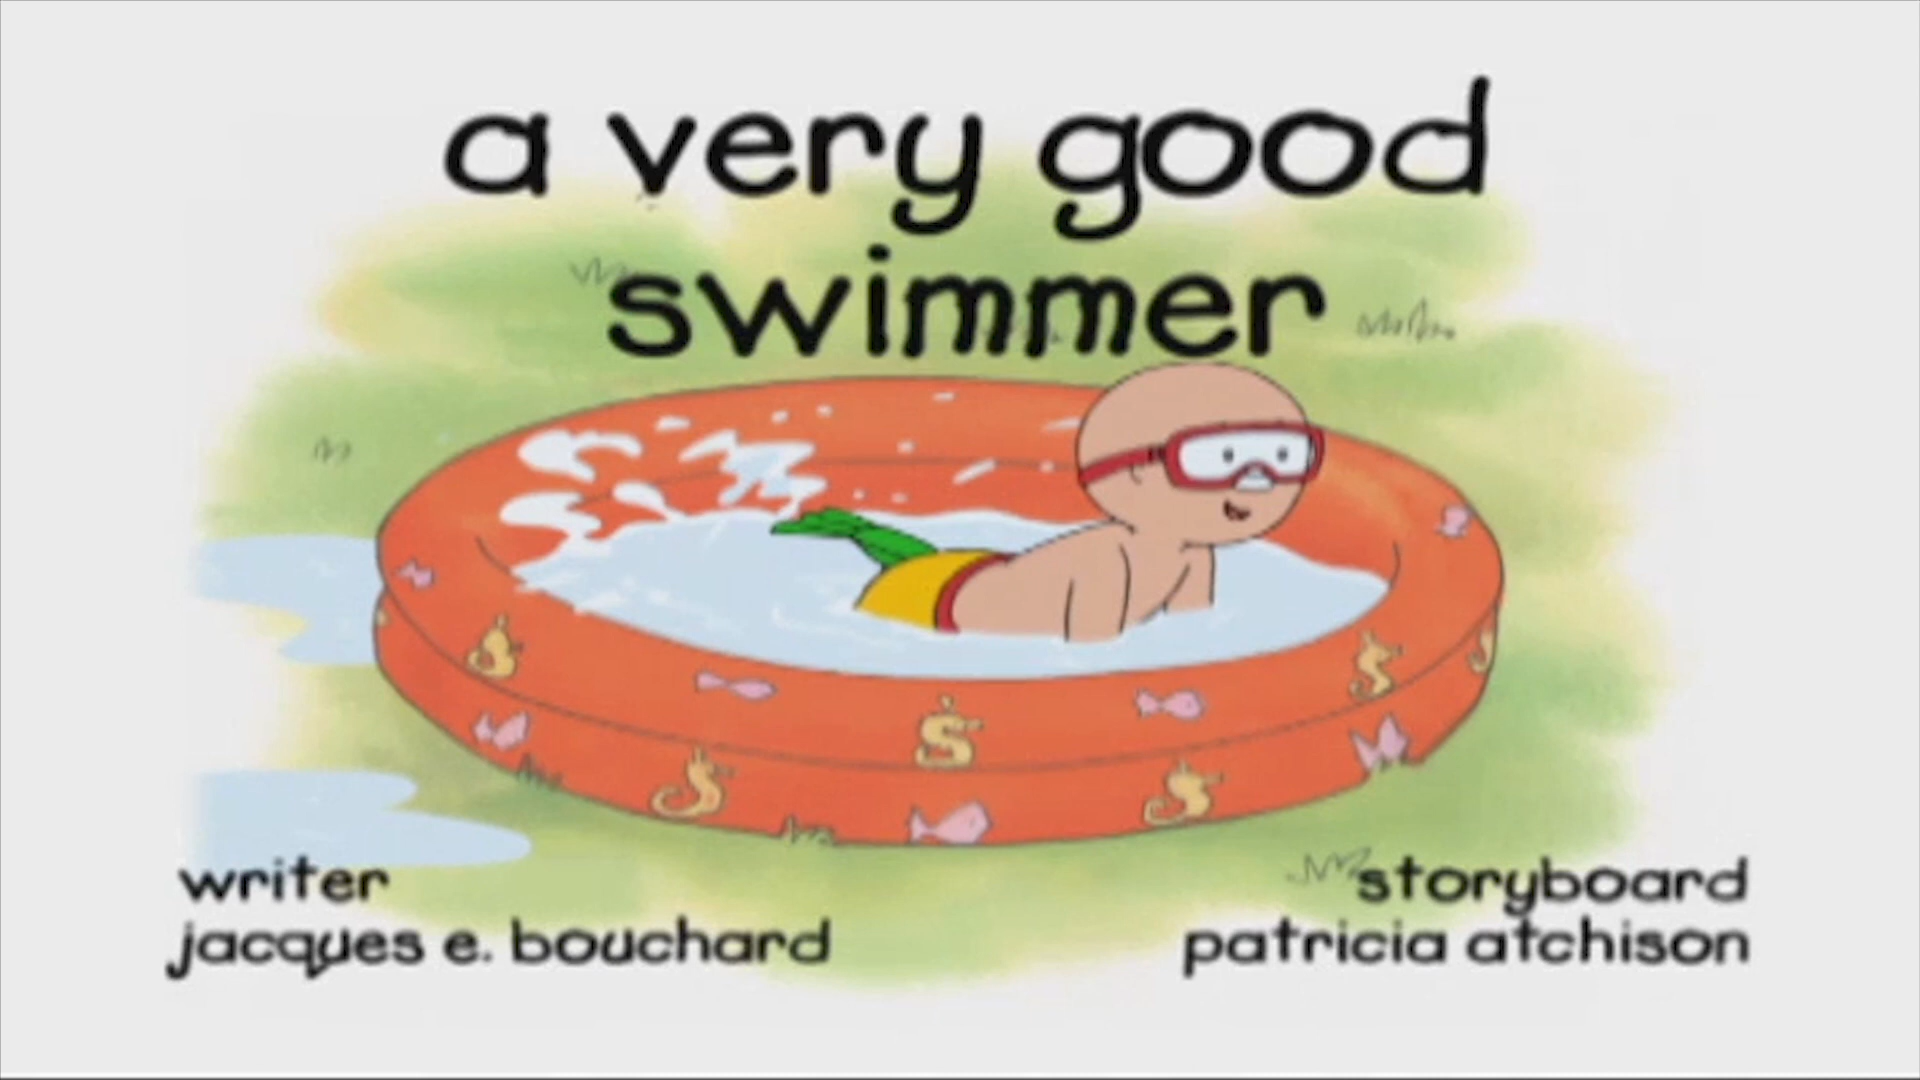 a very good
swimmer
writer
jacques e. bouchard
storyboard
patricia atchison